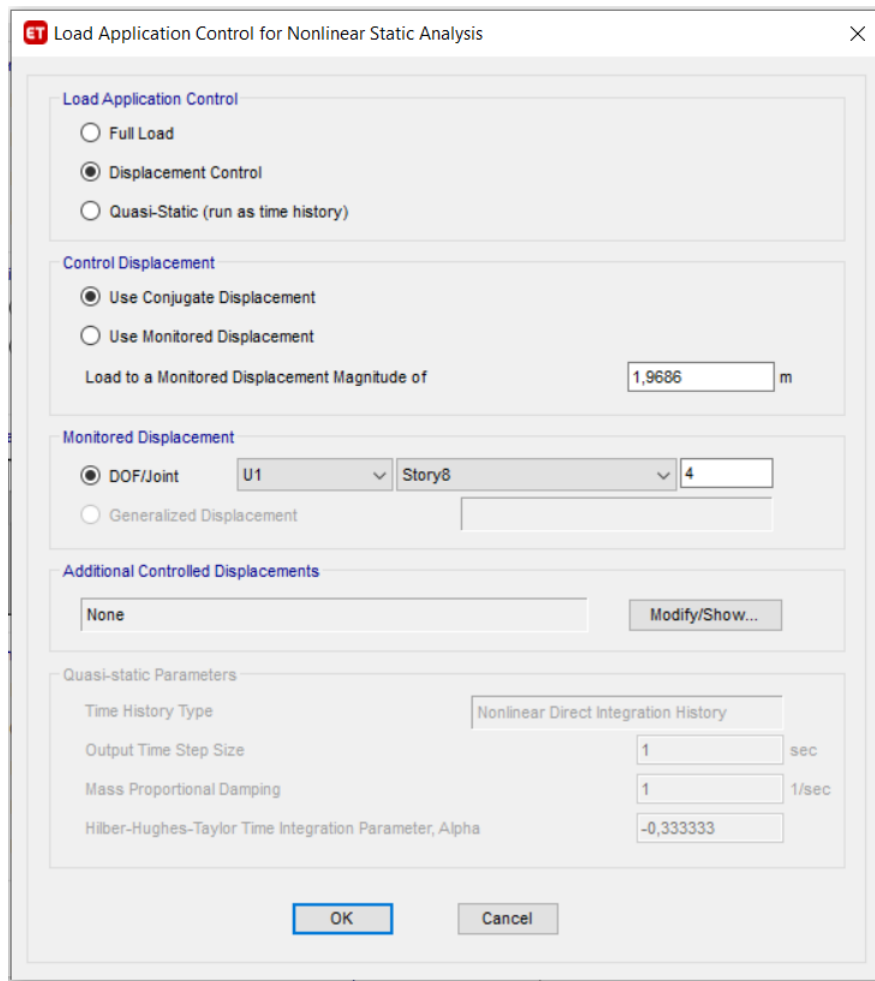 ET Load Application Control for Nonlinear Static Analysis
Load Application Control
Full Load
Displacement Control
Quasi-Static (run as time history)
Control Displacement
Use Conjugate Displacement
Use Monitored Displacement
Load to a Monitored Displacement Magnitude of 1,9686 m
Monitored Displacement
DOF/Joint U1 Story8 4
Generalized Displacement
Additional Controlled Displacements
None Modify/Show...
Quasi-static Parameters
Time History Type Nonlinear Direct Integration History
Output Time Step Size 1 sec
Mass Proportional Damping 1 1/sec
Hilber-Hughes-Taylor Time Integration Parameter, Alpha -0,333333
OK Cancel